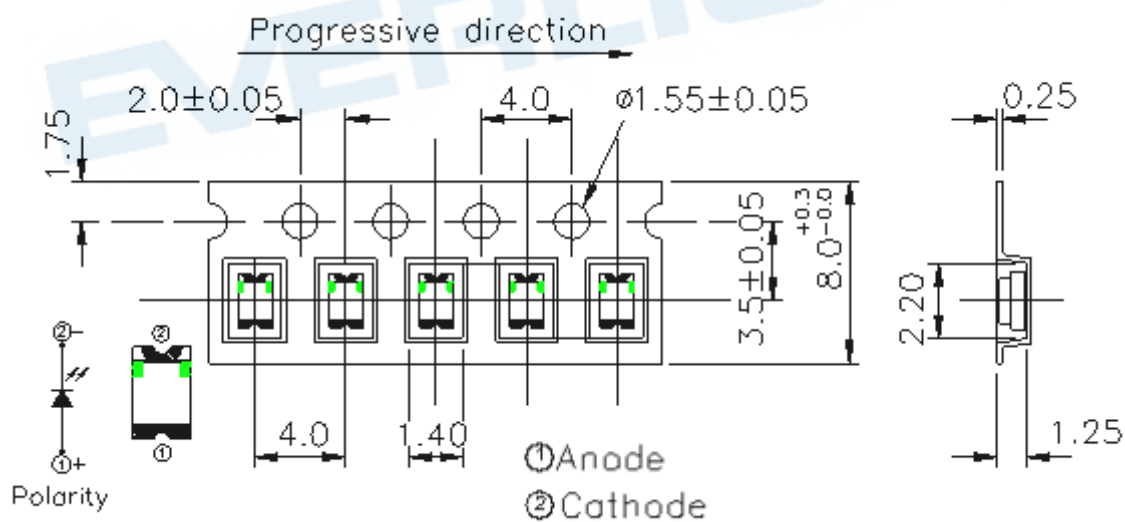 EVERLIG
Progressive direction
2.0±0.05
4.0
ø1.55±0.05
0.25
1.75
3.5±0.05
8.0+0.3-0.0
2.20
②-
②
①+
①
Polarity
4.0
1.40
1.25
①Anode
②Cathode